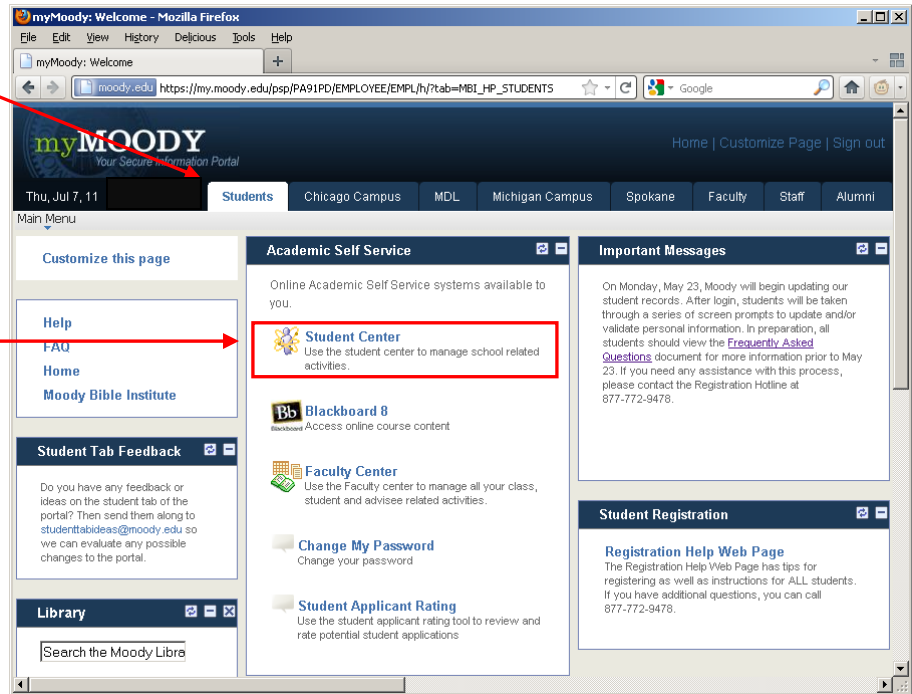 myMoody: Welcome - Mozilla Firefox
File Edit View History Delicious Tools Help
myMoody: Welcome
moody.edu https://my.moody.edu/psp/PA91PD/EMPLOYEE/EMPL/h/?tab=MBI_HP_STUDENTS
Google
myMOODY
Your Secure Information Portal
Home | Customize Page | Sign out
Thu, Jul 7, 11
Students Chicago Campus MDL Michigan Campus Spokane Faculty Staff Alumni
Main Menu
Customize this page
Help
FAQ
Home
Moody Bible Institute
Student Tab Feedback
Do you have any feedback or
ideas on the student tab of the
portal? Then send them along to
studenttabideas@moody.edu so
we can evaluate any possible
changes to the portal.
Library
Search the Moody Libra
Academic Self Service
Online Academic Self Service systems available to
you.
Student Center
Use the student center to manage school related
activities.
Bb
Blackboard
Blackboard 8
Access online course content
Faculty Center
Use the Faculty center to manage all your class,
student and advisee related activities.
Change My Password
Change your password
Student Applicant Rating
Use the student applicant rating tool to review and
rate potential student applications
Important Messages
On Monday, May 23, Moody will begin updating our
student records. After login, students will be taken
through a series of screen prompts to update and/or
validate personal information. In preparation, all
students should view the Frequently Asked
Questions document for more information prior to May
23. If you need any assistance with this process,
please contact the Registration Hotline at
877-772-9478.
Student Registration
Registration Help Web Page
The Registration Help Web Page has tips for
registering as well as instructions for ALL students.
If you have additional questions, you can call
877-772-9478.